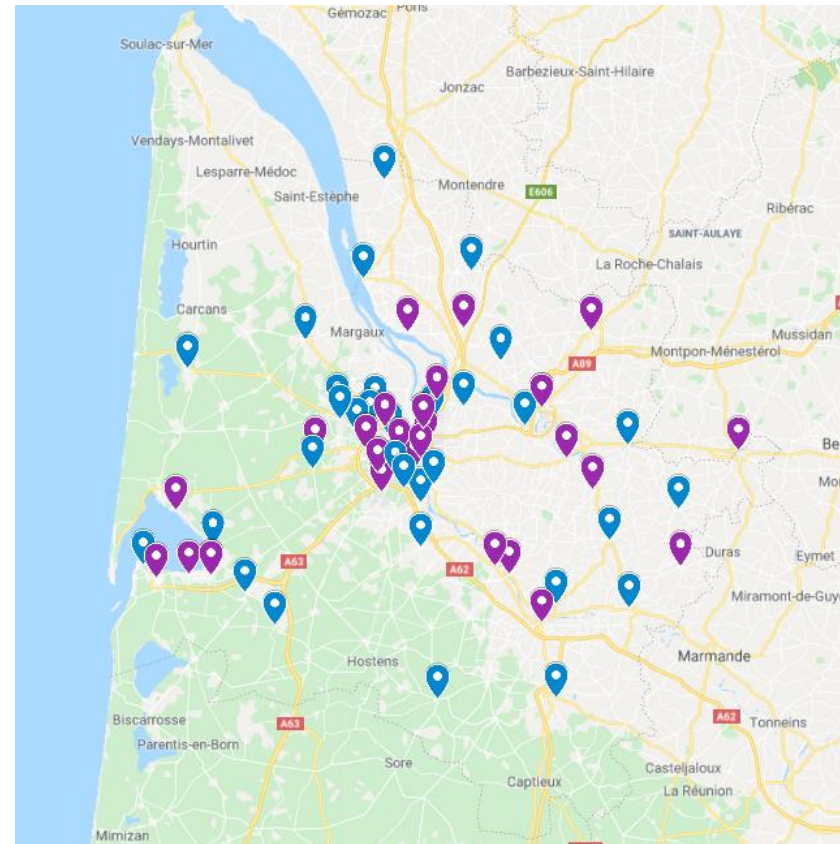 Gémozac
Pons
Soulac-sur-Mer
Barbezieux-Saint-Hilaire
Jonzac
Vendays-Montalivet
Lesparre-Médoc
Montendre
E606
Saint-Estèphe
Ribérac
SAINT-AULAYE
Hourtin
La Roche-Chalais
Carcans
Margaux
Mussidan
Montpon-Ménestérol
A89
Be
Mo
Duras
Eymet
A63
A62
Miramont-de-Guy
Hostens
Marmande
Biscarrosse
A63
A62
Tonneins
Parentis-en-Born
Sore
Casteljaloux
Captieux
La Réunion
Mimizan